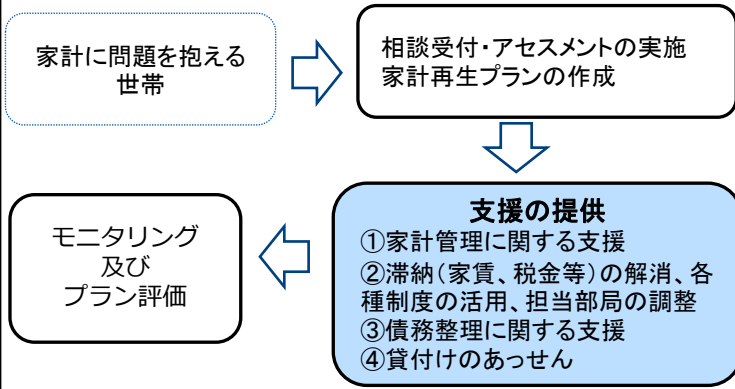 家計に問題を抱える
世帯
相談受付・アセスメントの実施
家計再生プランの作成
支援の提供
①家計管理に関する支援
②滞納(家賃、税金等)の解消、各
種制度の活用、担当部局の調整
③債務整理に関する支援
④貸付けのあっせん
モニタリング
及び
プラン評価